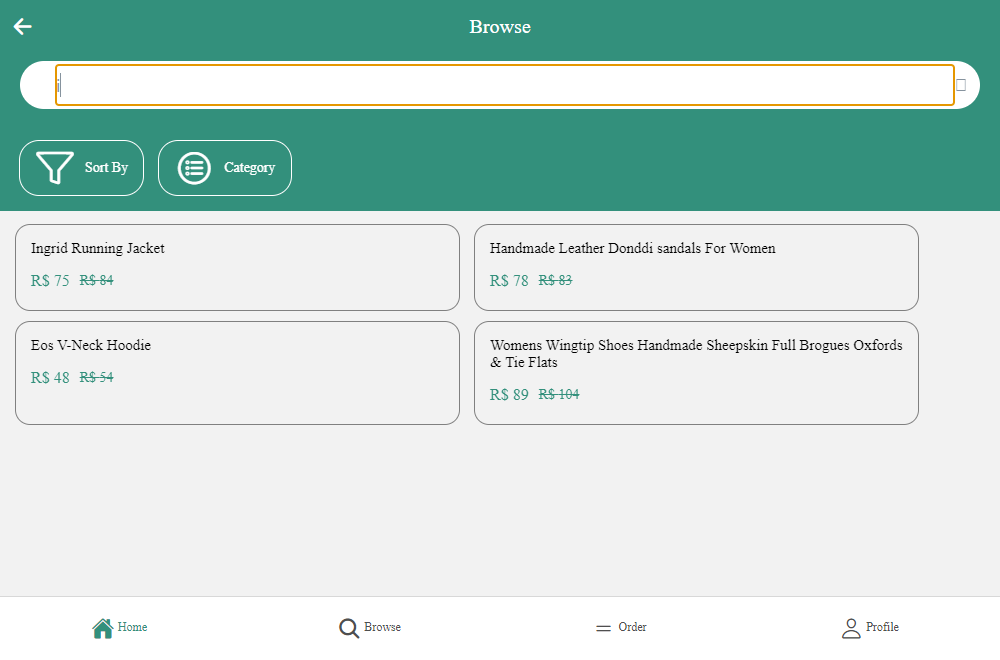 Browse
i
Sort By
Category
Ingrid Running Jacket
R$ 75 R$ 84
Handmade Leather Donddi sandals For Women
R$ 78 R$ 83
Eos V-Neck Hoodie
R$ 48 R$ 54
Womens Wingtip Shoes Handmade Sheepskin Full Brogues Oxfords
& Tie Flats
R$ 89 R$ 104
Home
Browse
Order
Profile